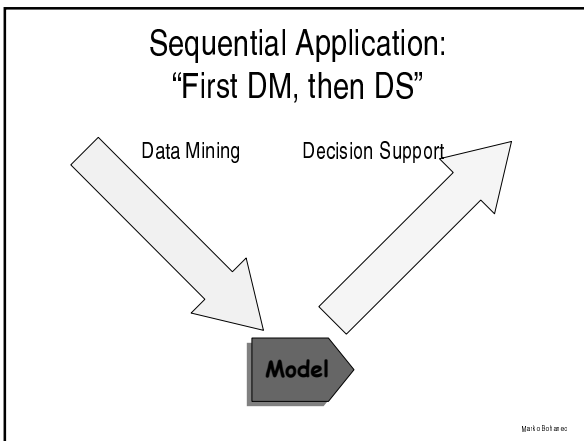 Sequential Application:
“First DM, then DS”
Data Mining
Decision Support
Model
Marko Bohanec